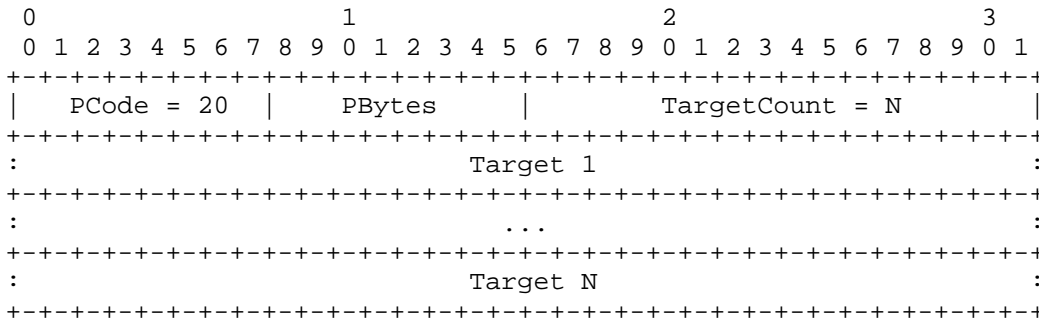 0                   1                   2                   3
 0 1 2 3 4 5 6 7 8 9 0 1 2 3 4 5 6 7 8 9 0 1 2 3 4 5 6 7 8 9 0 1
+-+-+-+-+-+-+-+-+-+-+-+-+-+-+-+-+-+-+-+-+-+-+-+-+-+-+-+-+-+-+-+-+
|   PCode = 20  |    PBytes     |        TargetCount = N        |
+-+-+-+-+-+-+-+-+-+-+-+-+-+-+-+-+-+-+-+-+-+-+-+-+-+-+-+-+-+-+-+-+
:                            Target 1                           :
+-+-+-+-+-+-+-+-+-+-+-+-+-+-+-+-+-+-+-+-+-+-+-+-+-+-+-+-+-+-+-+-+
:                              ...                              :
+-+-+-+-+-+-+-+-+-+-+-+-+-+-+-+-+-+-+-+-+-+-+-+-+-+-+-+-+-+-+-+-+
:                            Target N                           :
+-+-+-+-+-+-+-+-+-+-+-+-+-+-+-+-+-+-+-+-+-+-+-+-+-+-+-+-+-+-+-+-+